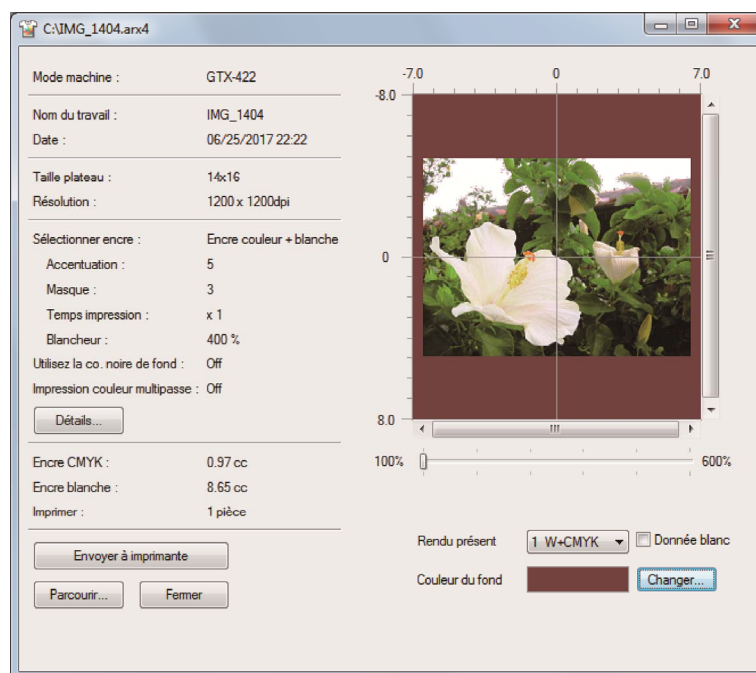 C:\IMG_1404.arx4
Mode machine : GTX-422
Nom du travail : IMG_1404
Date : 06/25/2017 22:22
Taille plateau : 14x16
Résolution : 1200 x 1200dpi
Sélectionner encre : Encre couleur + blanche
Accentuation : 5
Masque : 3
Temps impression : x 1
Blancheur : 400 %
Utilisez la co. noire de fond : Off
Impression couleur multipasse : Off
Détails...
Encre CMYK : 0.97 cc
Encre blanche : 8.65 cc
Imprimer : 1 pièce
Envoyer à imprimante
Parcourir... Fermer
-7.0 0 7.0
-8.0
0
8.0
100% 600%
Rendu présent 1 W+CMYK Donnée blanc
Couleur du fond Changer...